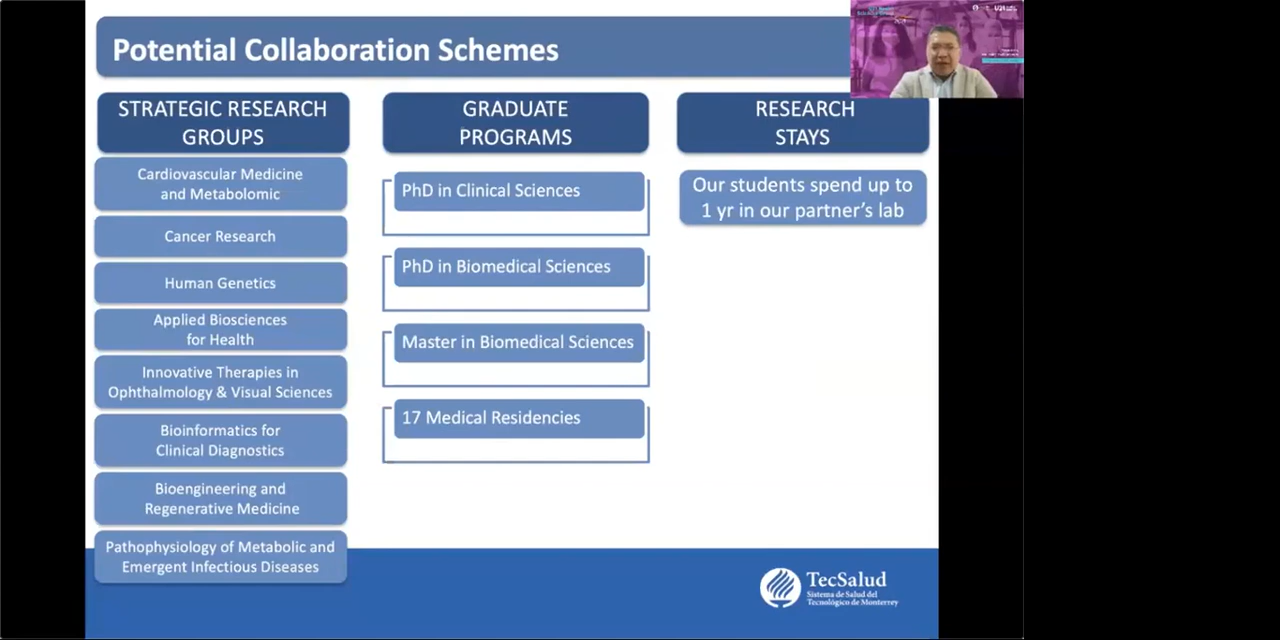 Potential Collaboration Schemes
STRATEGIC RESEARCH
GROUPS
Cardiovascular Medicine
and Metabolomic
Cancer Research
Human Genetics
Applied Biosciences
for Health
Innovative Therapies in
Ophthalmology & Visual Sciences
Bioinformatics for
Clinical Diagnostics
Bioengineering and
Regenerative Medicine
Pathophysiology of Metabolic and
Emergent Infectious Diseases
GRADUATE
PROGRAMS
PhD in Clinical Sciences
PhD in Biomedical Sciences
Master in Biomedical Sciences
17 Medical Residencies
RESEARCH
STAYS
Our students spend up to
1 yr in our partner’s lab
TecSalud
Sistema de Salud del
Tecnológico de Monterrey